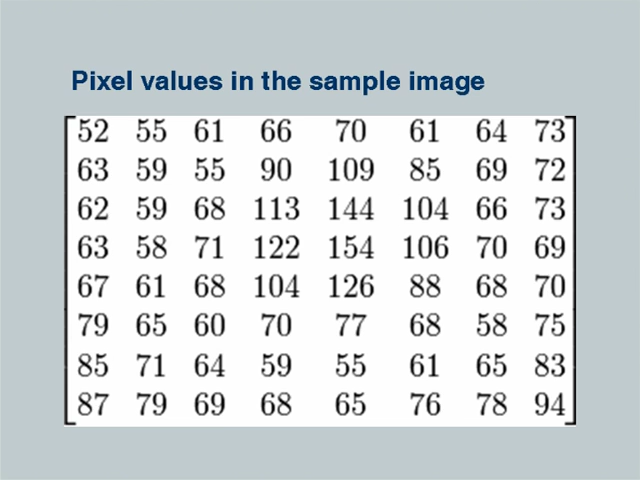 Pixel values in the sample image
52 55 61 66 70 61 64 73
63 59 55 90 109 85 69 72
62 59 68 113 144 104 66 73
63 58 71 122 154 106 70 69
67 61 68 104 126 88 68 70
79 65 60 70 77 68 58 75
85 71 64 59 55 61 65 83
87 79 69 68 65 76 78 94